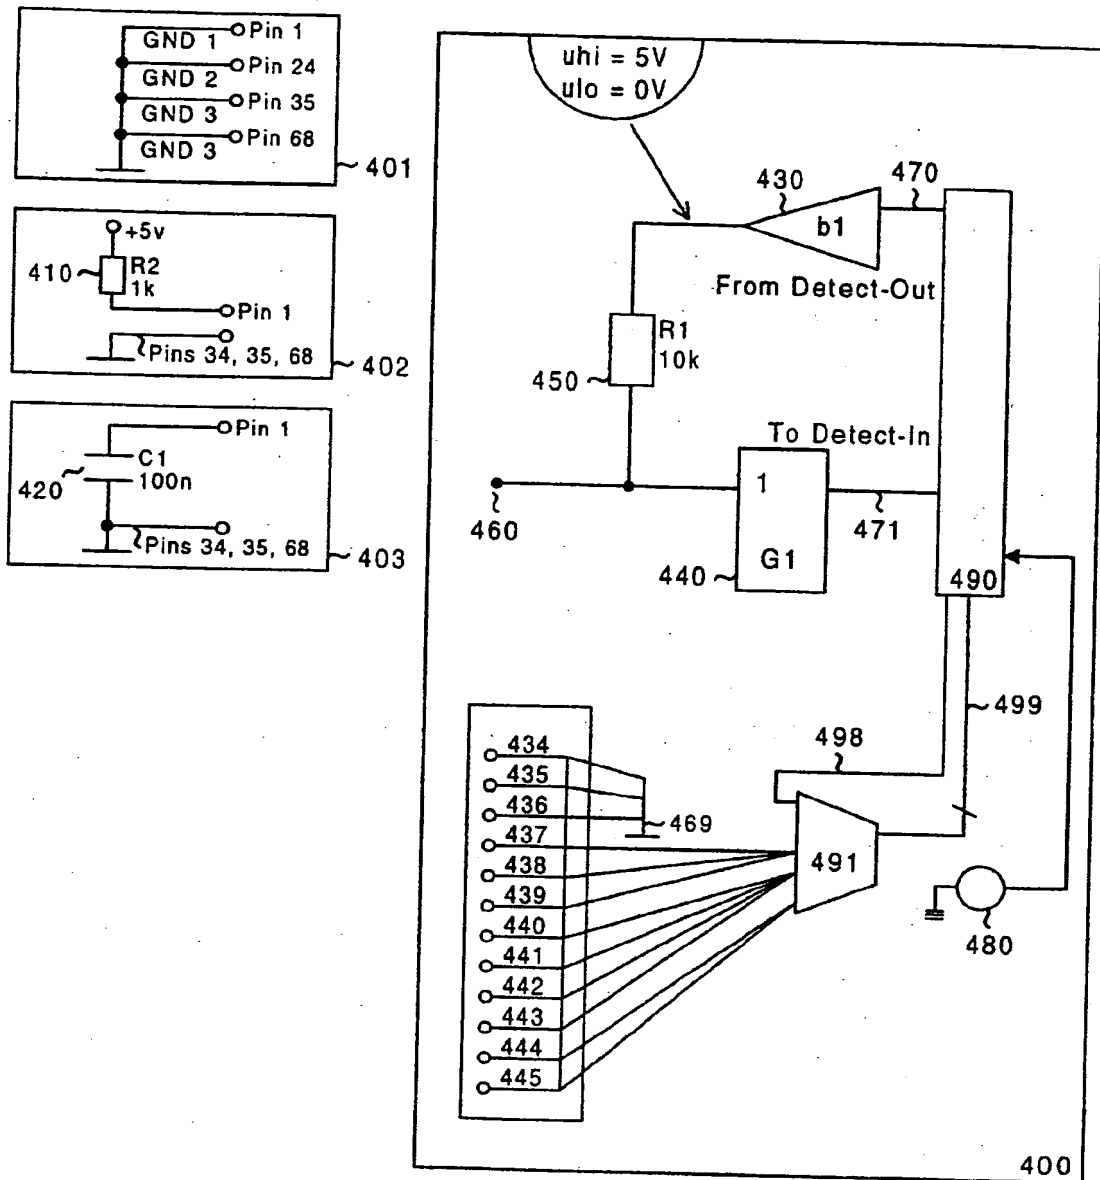 GND 1
Pin 1
GND 2
Pin 24
GND 3
Pin 35
GND 3
Pin 68
401
+5v
410
R2
1k
Pin 1
Pins 34, 35, 68
402
Pin 1
420
C1
100n
Pins 34, 35, 68
403
uhi = 5V
ulo = 0V
430
470
b1
From Detect-Out
R1
10k
450
To Detect-In
460
1
G1
440
471
490
499
498
434
435
436
437
438
439
440
441
442
443
444
445
469
491
480
400